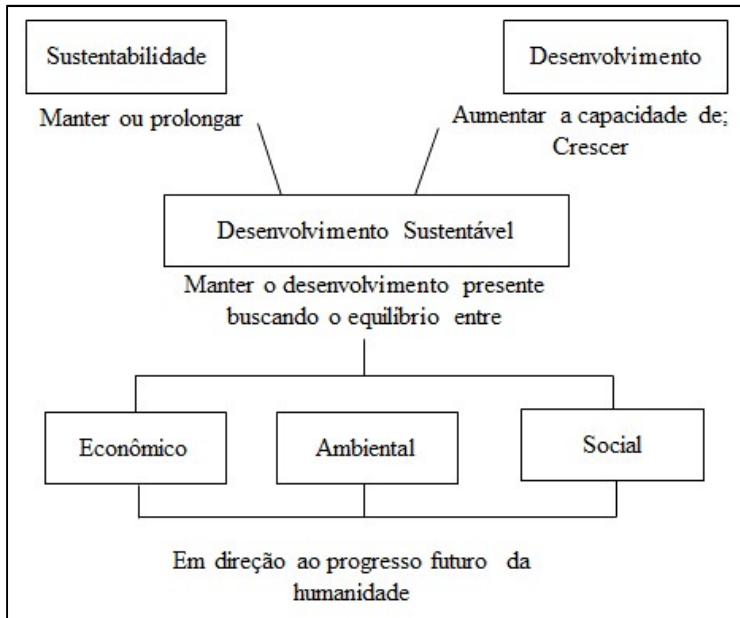 Sustentabilidade
Desenvolvimento
Manter ou prolongar
Aumentar a capacidade de;
Crescer
Desenvolvimento Sustentável
Manter o desenvolvimento presente
buscando o equilíbrio entre
Econômico
Ambiental
Social
Em direção ao progresso futuro da
humanidade